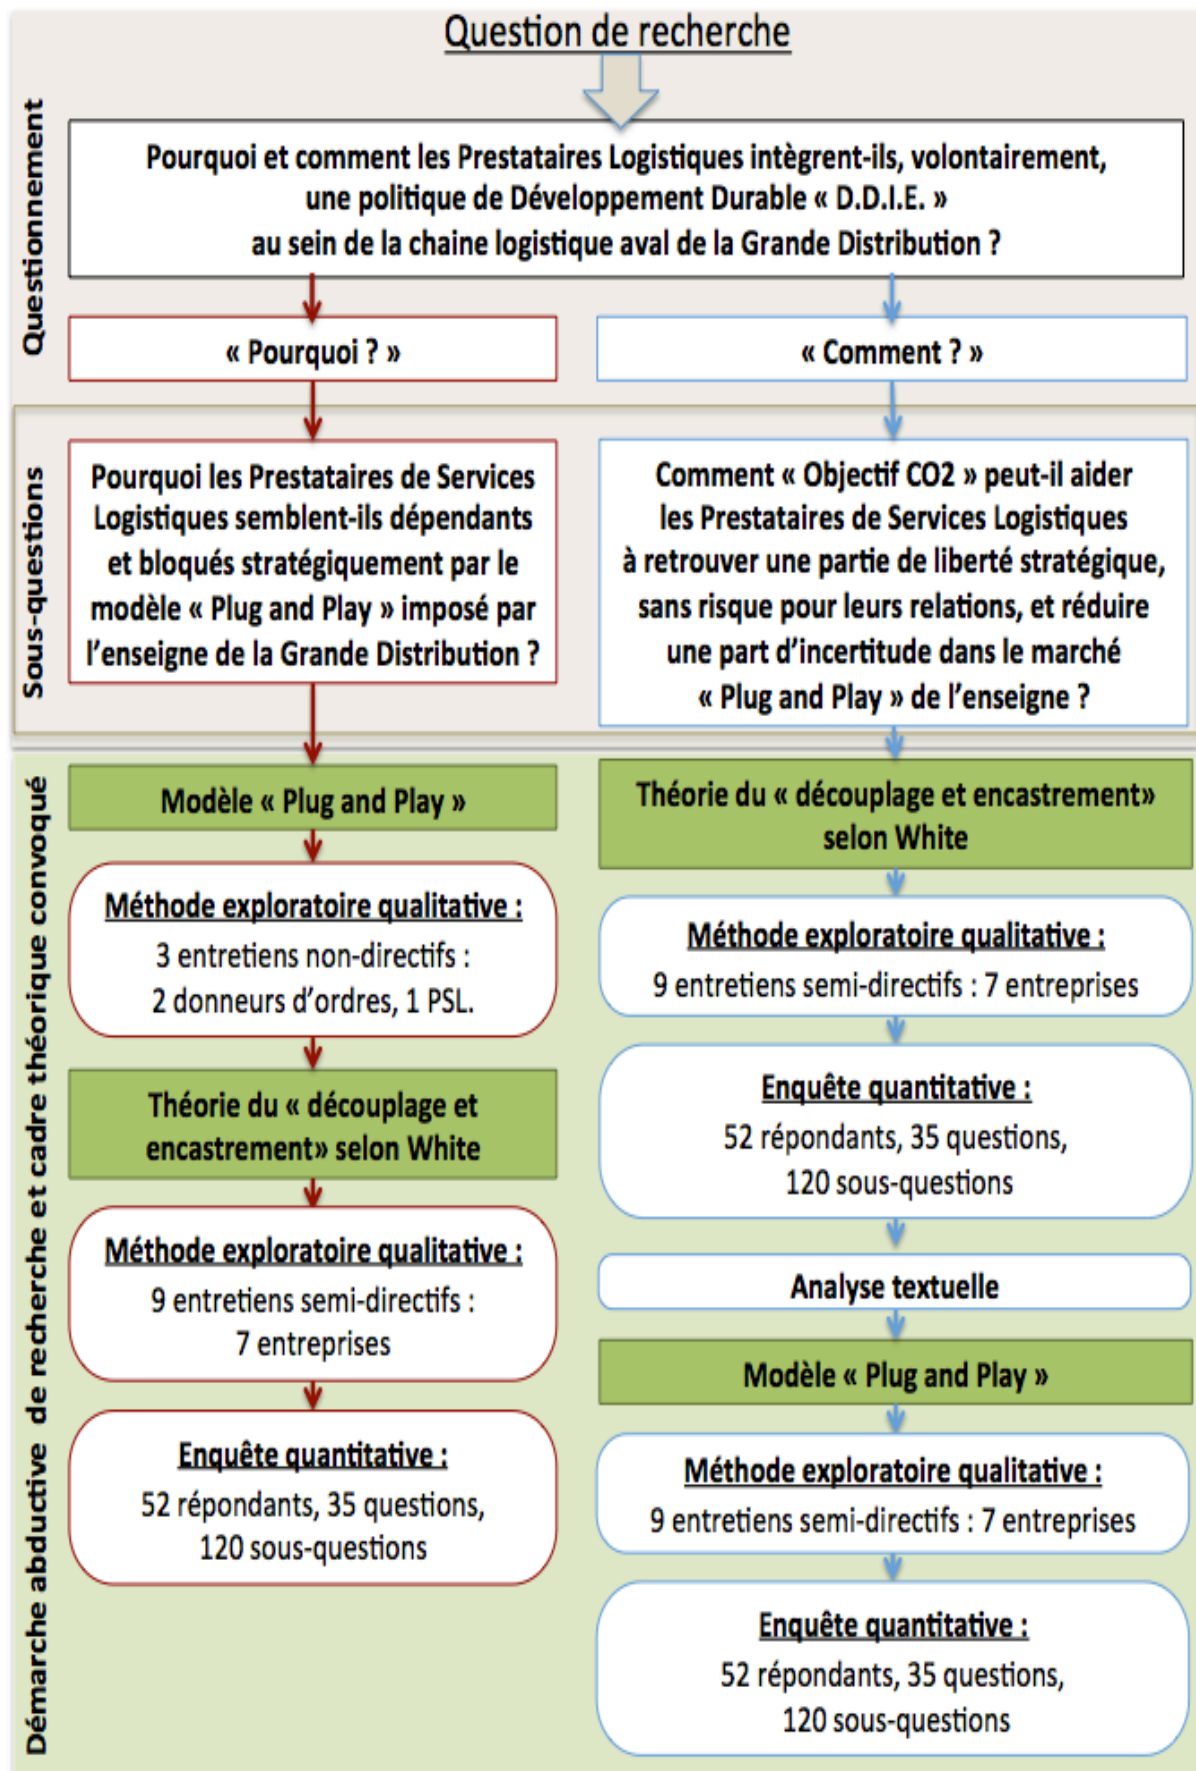 Question de recherche
Questionnement
Pourquoi et comment les Prestataires Logistiques intègrent-ils, volontairement,
une politique de Développement Durable « D.D.I.E. »
au sein de la chaine logistique aval de la Grande Distribution ?
« Pourquoi ? »
« Comment ? »
Sous-questions
Pourquoi les Prestataires de Services
Logistiques semblent-ils dépendants
et bloqués stratégiquement par le
modèle « Plug and Play » imposé par
l’enseigne de la Grande Distribution ?
Comment « Objectif CO2 » peut-il aider
les Prestataires de Services Logistiques
à retrouver une partie de liberté stratégique,
sans risque pour leurs relations, et réduire
une part d’incertitude dans le marché
« Plug and Play » de l’enseigne ?
Démarche abductive de recherche et cadre théorique convoqué
Modèle « Plug and Play »
Méthode exploratoire qualitative :
3 entretiens non-directifs :
2 donneurs d’ordres, 1 PSL.
Théorie du « découplage et
encastrement» selon White
Méthode exploratoire qualitative :
9 entretiens semi-directifs :
7 entreprises
Enquête quantitative :
52 répondants, 35 questions,
120 sous-questions
Théorie du « découplage et encastrement»
selon White
Méthode exploratoire qualitative :
9 entretiens semi-directifs : 7 entreprises
Enquête quantitative :
52 répondants, 35 questions,
120 sous-questions
Analyse textuelle
Modèle « Plug and Play »
Méthode exploratoire qualitative :
9 entretiens semi-directifs : 7 entreprises
Enquête quantitative :
52 répondants, 35 questions,
120 sous-questions